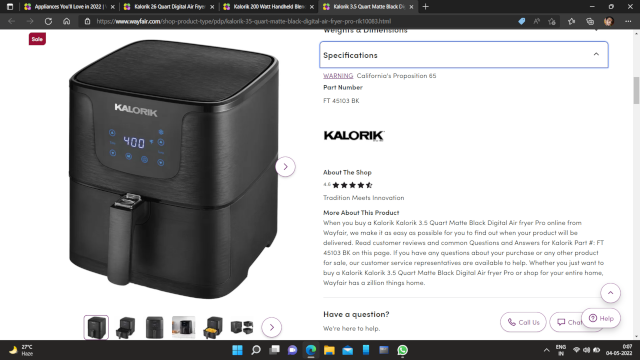 Appliances You'll Love in 2022 | 
Kalorik 26 Quart Digital Air Fryer
Kalorik 200 Watt Handheld Blen
Kalorik 3.5 Quart Matte Black Di
https://www.wayfair.com/shop-product-type/pdp/kalorik-35-quart-matte-black-digital-air-fryer-pro-rik10083.html
Sale
KALORIK
400
Weights & Dimensions
Specifications
WARNING California's Proposition 65
Part Number
FT 45103 BK
KALORIK
About The Shop
4.6
Tradition Meets Innovation
More About This Product
When you buy a Kalorik Kalorik 3.5 Quart Matte Black Digital Air fryer Pro online from
Wayfair, we make it as easy as possible for you to find out when your product will be
delivered. Read customer reviews and common Questions and Answers for Kalorik Part #: FT
45103 BK on this page. If you have any questions about your purchase or any other product
for sale, our customer service representatives are available to help. Whether you just want to
buy a Kalorik Kalorik 3.5 Quart Matte Black Digital Air fryer Pro or shop for your entire home,
Wayfair has a zillion things home.
Have a question?
We're here to help.
Call Us
Chat
Help
27°C
Haze
ENG
IN
0:07
04-05-2022